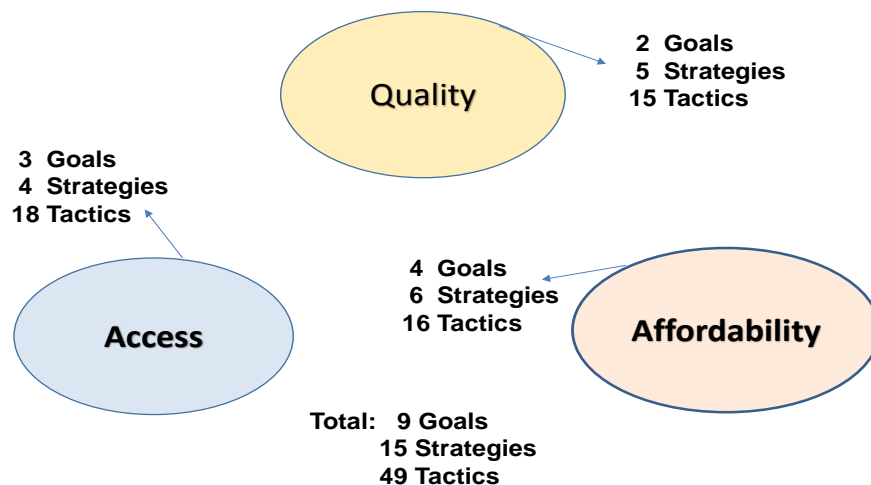 Quality
2 Goals
5 Strategies
15 Tactics
3 Goals
4 Strategies
18 Tactics
Access
4 Goals
6 Strategies
16 Tactics
Affordability
Total: 9 Goals
15 Strategies
49 Tactics